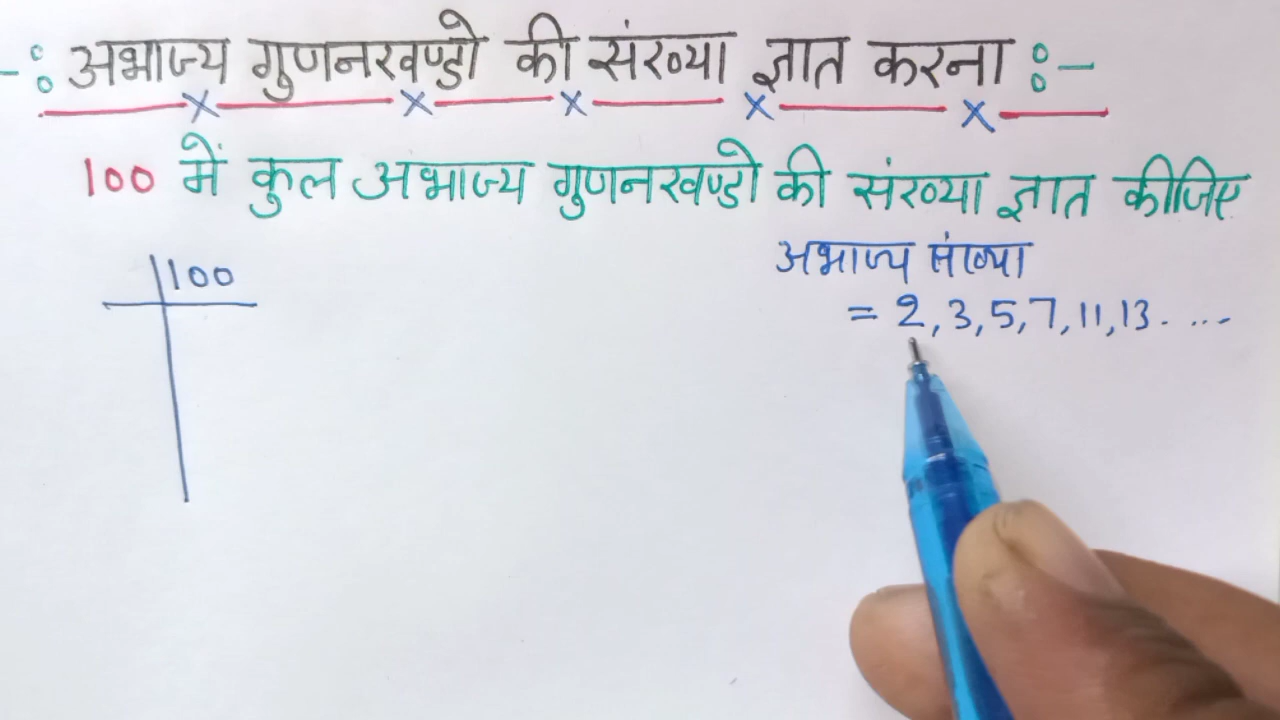 -: अभाज्य गुणनखण्डो की संख्या ज्ञात करना :-
100 में कुल अभाज्य गुणनखण्डो की संख्या ज्ञात कीजिए
अभाज्य संख्या
= 2, 3, 5, 7, 11, 13. ....
100